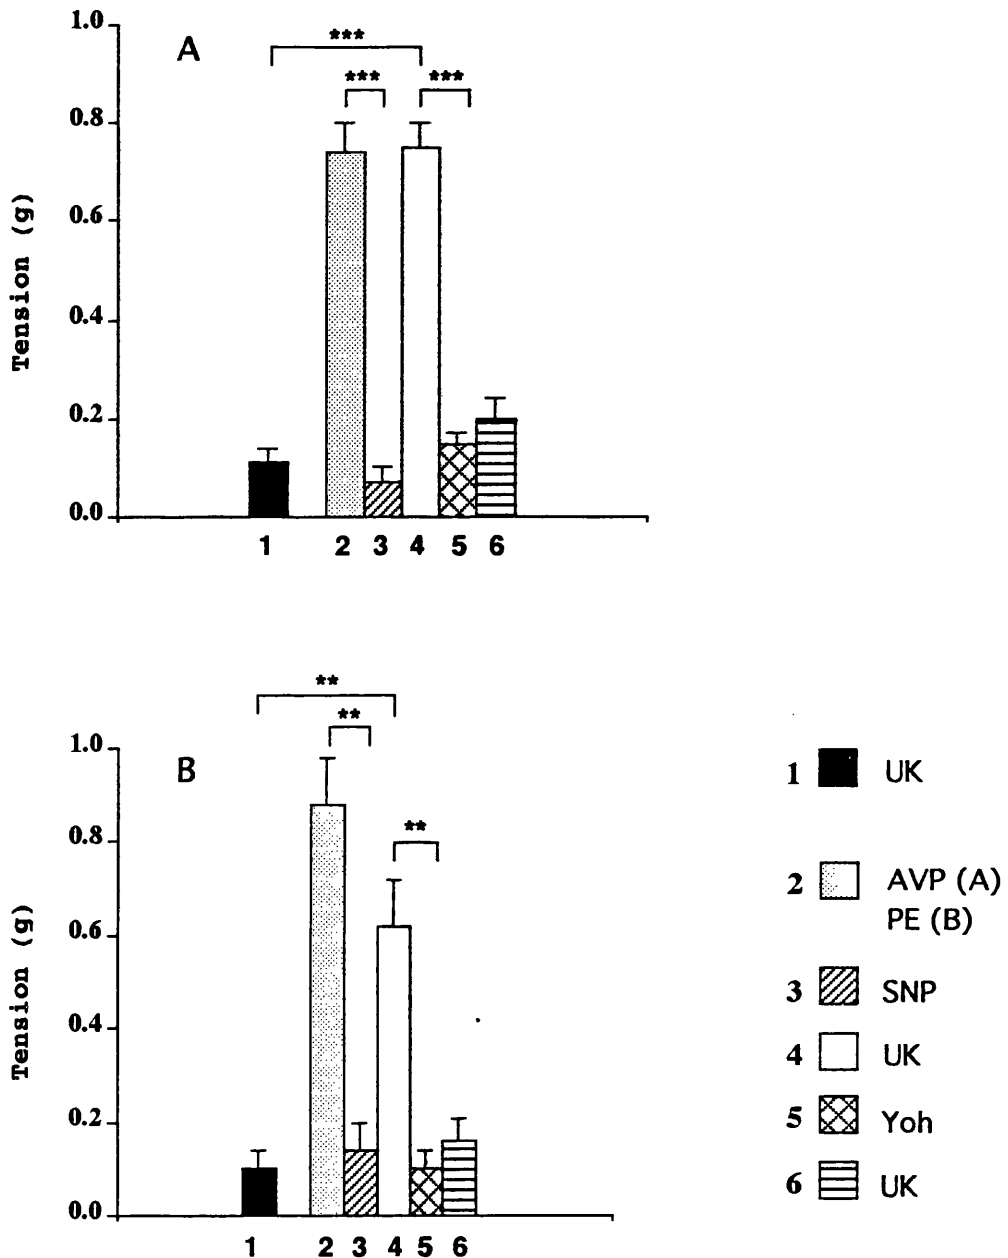 A
Tension (g)
1.0
0.8
0.6
0.4
0.2
0.0
***
*** ***
1 2 3 4 5 6
B
Tension (g)
1.0
0.8
0.6
0.4
0.2
0.0
**
**
**
1 2 3 4 5 6
1 UK
2 AVP (A)
PE (B)
3 SNP
4 UK
5 Yoh
6 UK